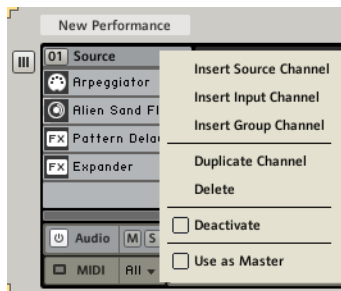 New Performance
01 Source
Arpeggiator
Alien Sand Fl
FX Pattern Dela
FX Expander
Audio M S
MIDI All
Insert Source Channel
Insert Input Channel
Insert Group Channel
Duplicate Channel
Delete
Deactivate
Use as Master